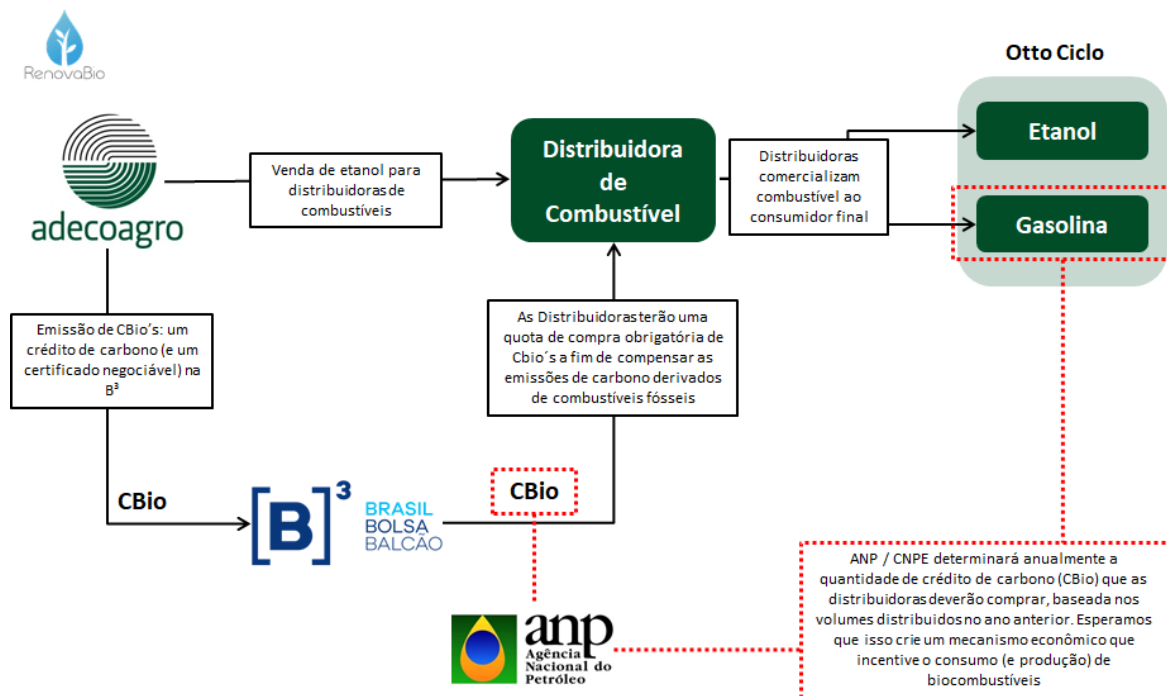 RenovaBio
Otto Ciclo
adecoagro
Venda de etanol para
distribuidoras de
combustíveis
Distribuidora
de
Combustível
Distribuidoras
comercializam
combustível ao
consumidor final
Etanol
Gasolina
Emissão de CBio's: um
crédito de carbono (e um
certificado negociável) na
B³
As Distribuidoras terão uma
quota de compra obrigatória de
Cbio´s a fim de compensar as
emissões de carbono derivados
de combustíveis fósseis
CBio
[B]³
BRASIL
BOLSA
BALCÃO
CBio
anp
Agência
Nacional do
Petróleo
ANP / CNPE determinará anualmente a
quantidade de crédito de carbono (CBio) que as
distribuidoras deverão comprar, baseada nos
volumes distribuidos no ano anterior. Esperamos
que isso crie um mecanismo econômico que
incentive o consumo (e produção) de
biocombustíveis